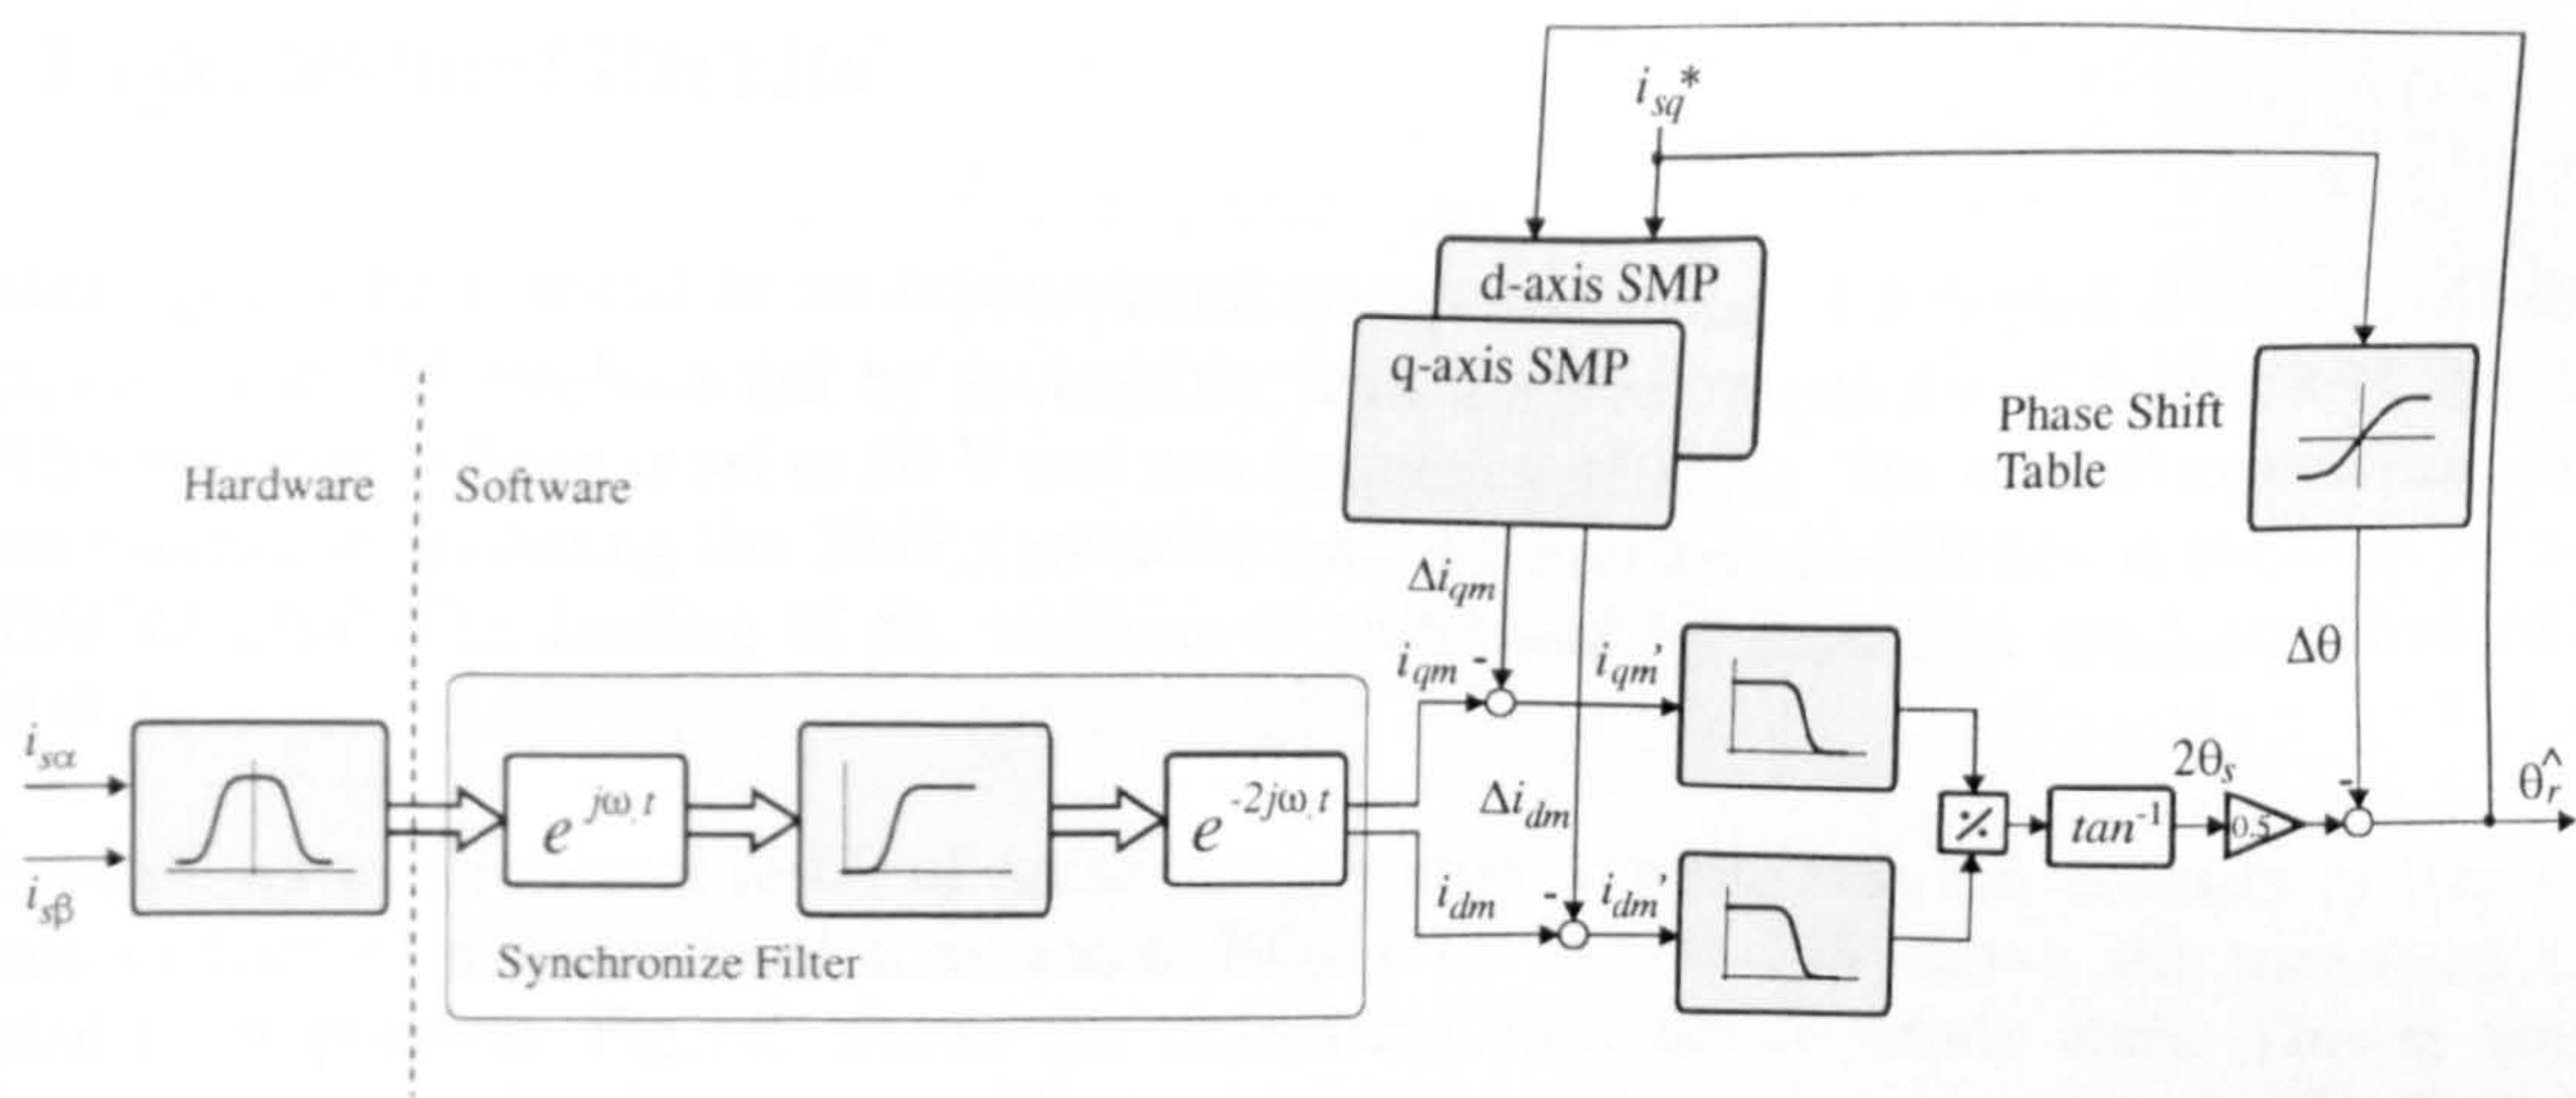 i_sq*
d-axis SMP
q-axis SMP
Phase Shift
Table
Hardware
Software
Δi_qm
i_qm
-
i_qm'
Δθ
i_sα
i_sβ
e^jω_i t
e^-2jω_i t
Synchronize Filter
Δi_dm
i_dm
-
i_dm'
%
tan^-1
2θ_s
0.5
-
θ̂_r